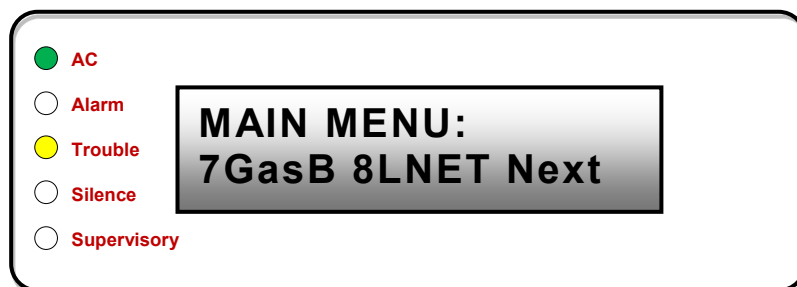 AC
Alarm
Trouble
Silence
Supervisory
MAIN MENU:
7GasB 8LNET Next